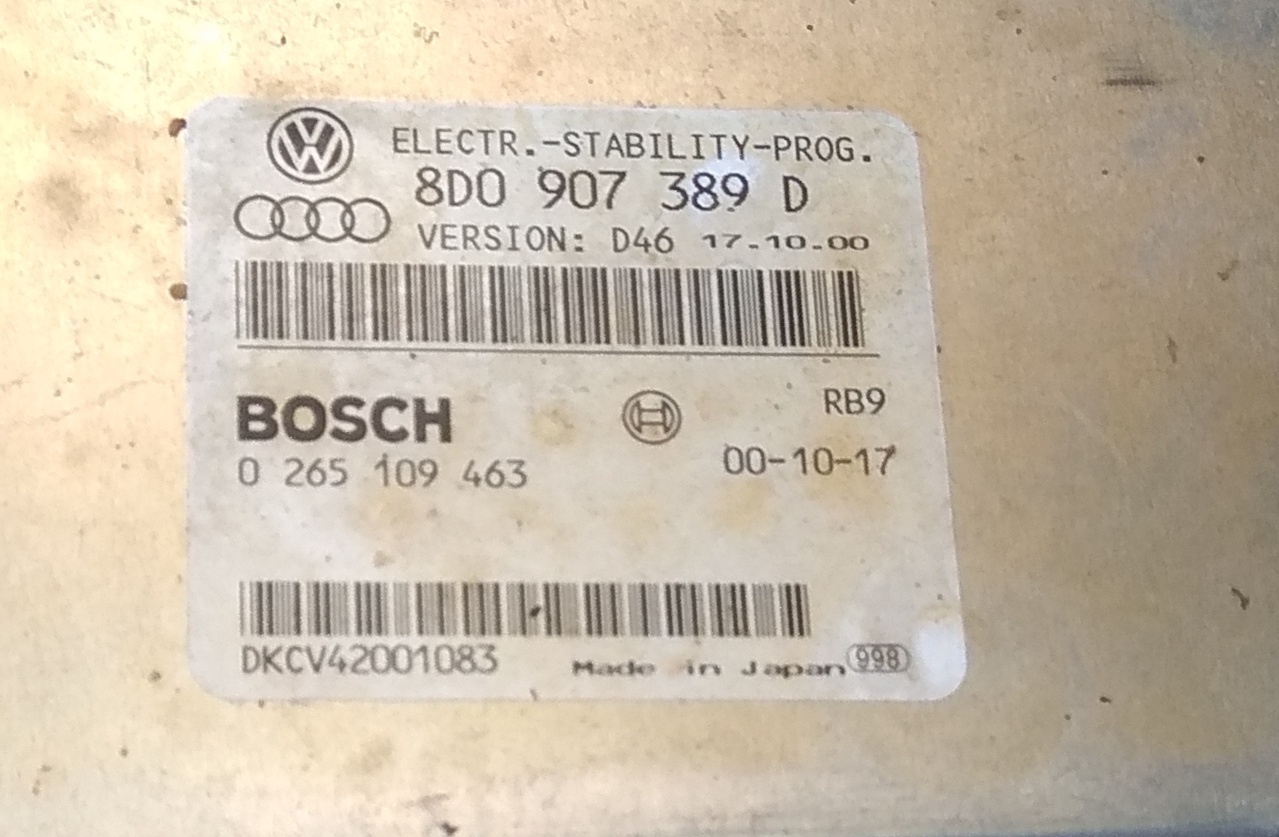 ELECTR.-STABILITY-PROG.
8D0 907 389 D
VERSION: D46 17-10-00
BOSCH
RB9
0 265 109 463
00-10-17
DKCV42001083
Made in Japan 998